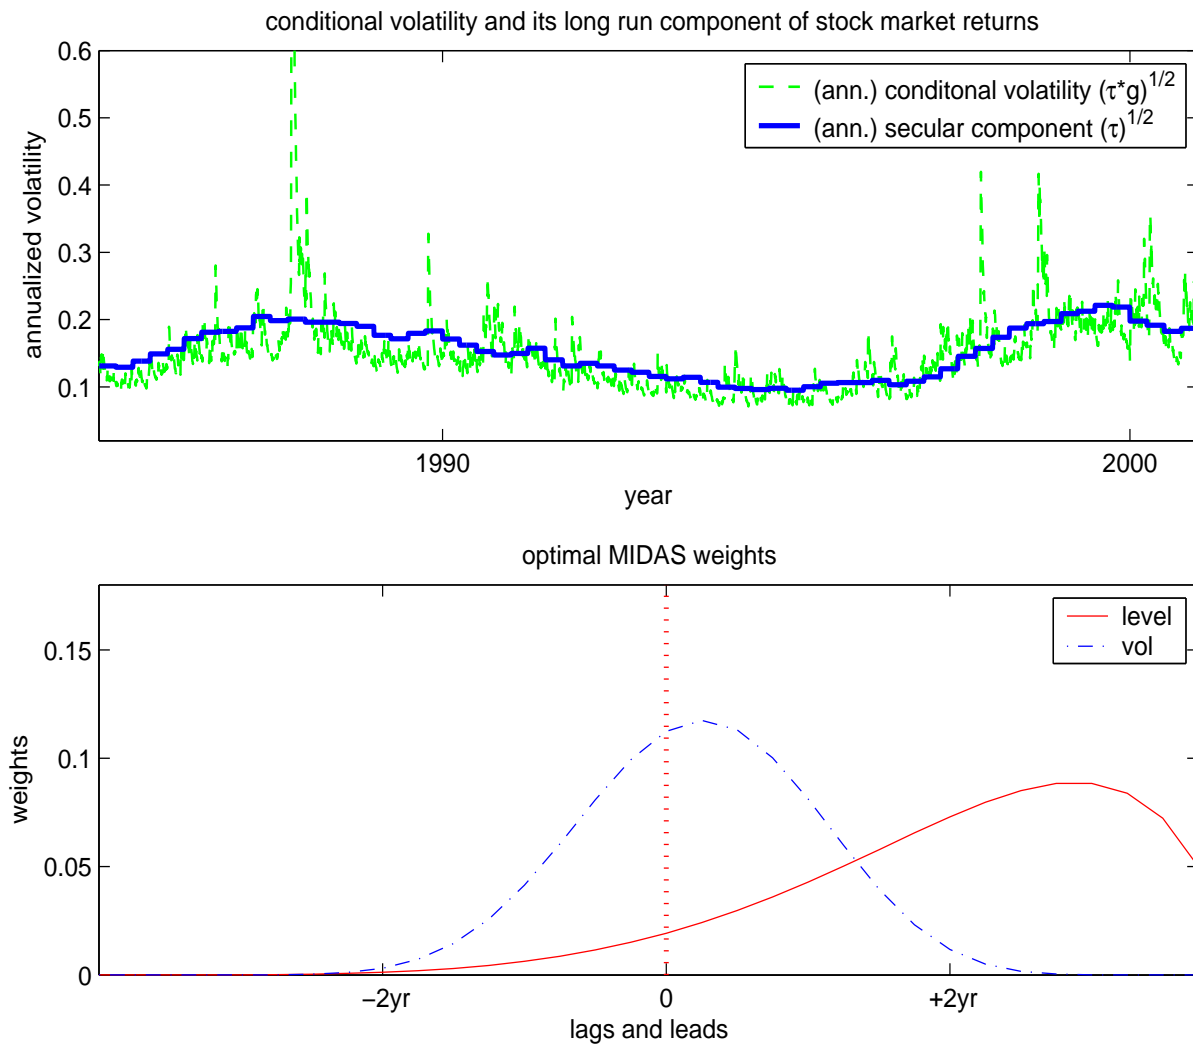 conditional volatility and its long run component of stock market returns
0.6
0.5
0.4
0.3
0.2
0.1
annualized volatility
(ann.) conditonal volatility (τ*g)^1/2
(ann.) secular component (τ)^1/2
1990
2000
year
optimal MIDAS weights
0.15
0.1
0.05
0
weights
level
vol
−2yr
0
+2yr
lags and leads